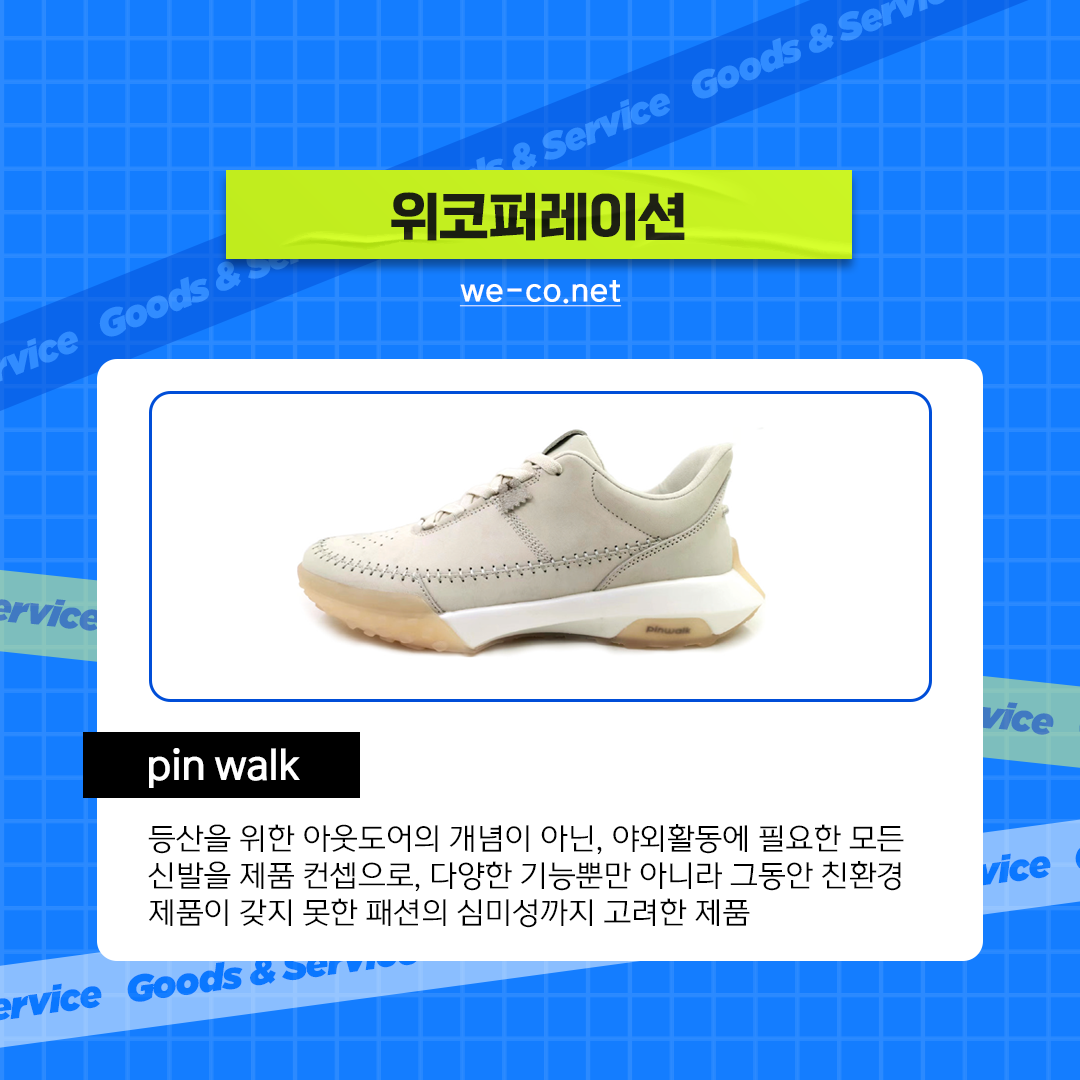 Goods & Service
Goods & Service
위코퍼레이션
we-co.net
Goods & Se
rvice
pinwalk
ervice
vice
pin walk
등산을 위한 아웃도어의 개념이 아닌, 야외활동에 필요한 모든
신발을 제품 컨셉으로, 다양한 기능뿐만 아니라 그동안 친환경
제품이 갖지 못한 패션의 심미성까지 고려한 제품
vice
ervice Goods & Service